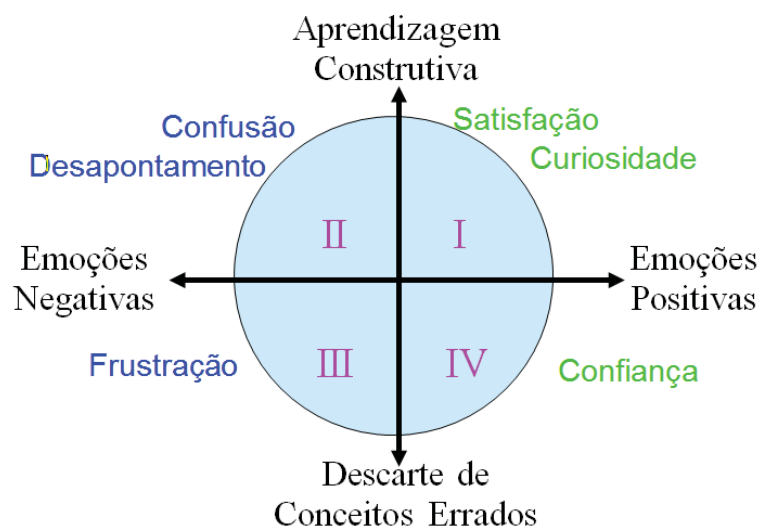 Aprendizagem
Construtiva
Confusão
Desapontamento
Satisfação
Curiosidade
II
I
Emoções
Negativas
Emoções
Positivas
III
IV
Frustração
Confiança
Descarte de
Conceitos Errados